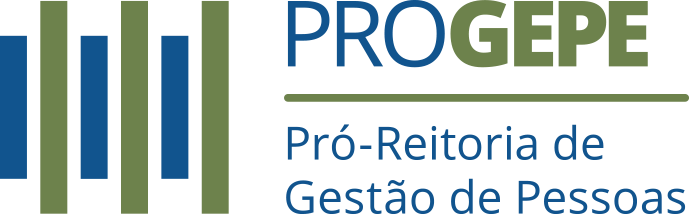 PROGEPE
Pró-Reitoria de
Gestão de Pessoas